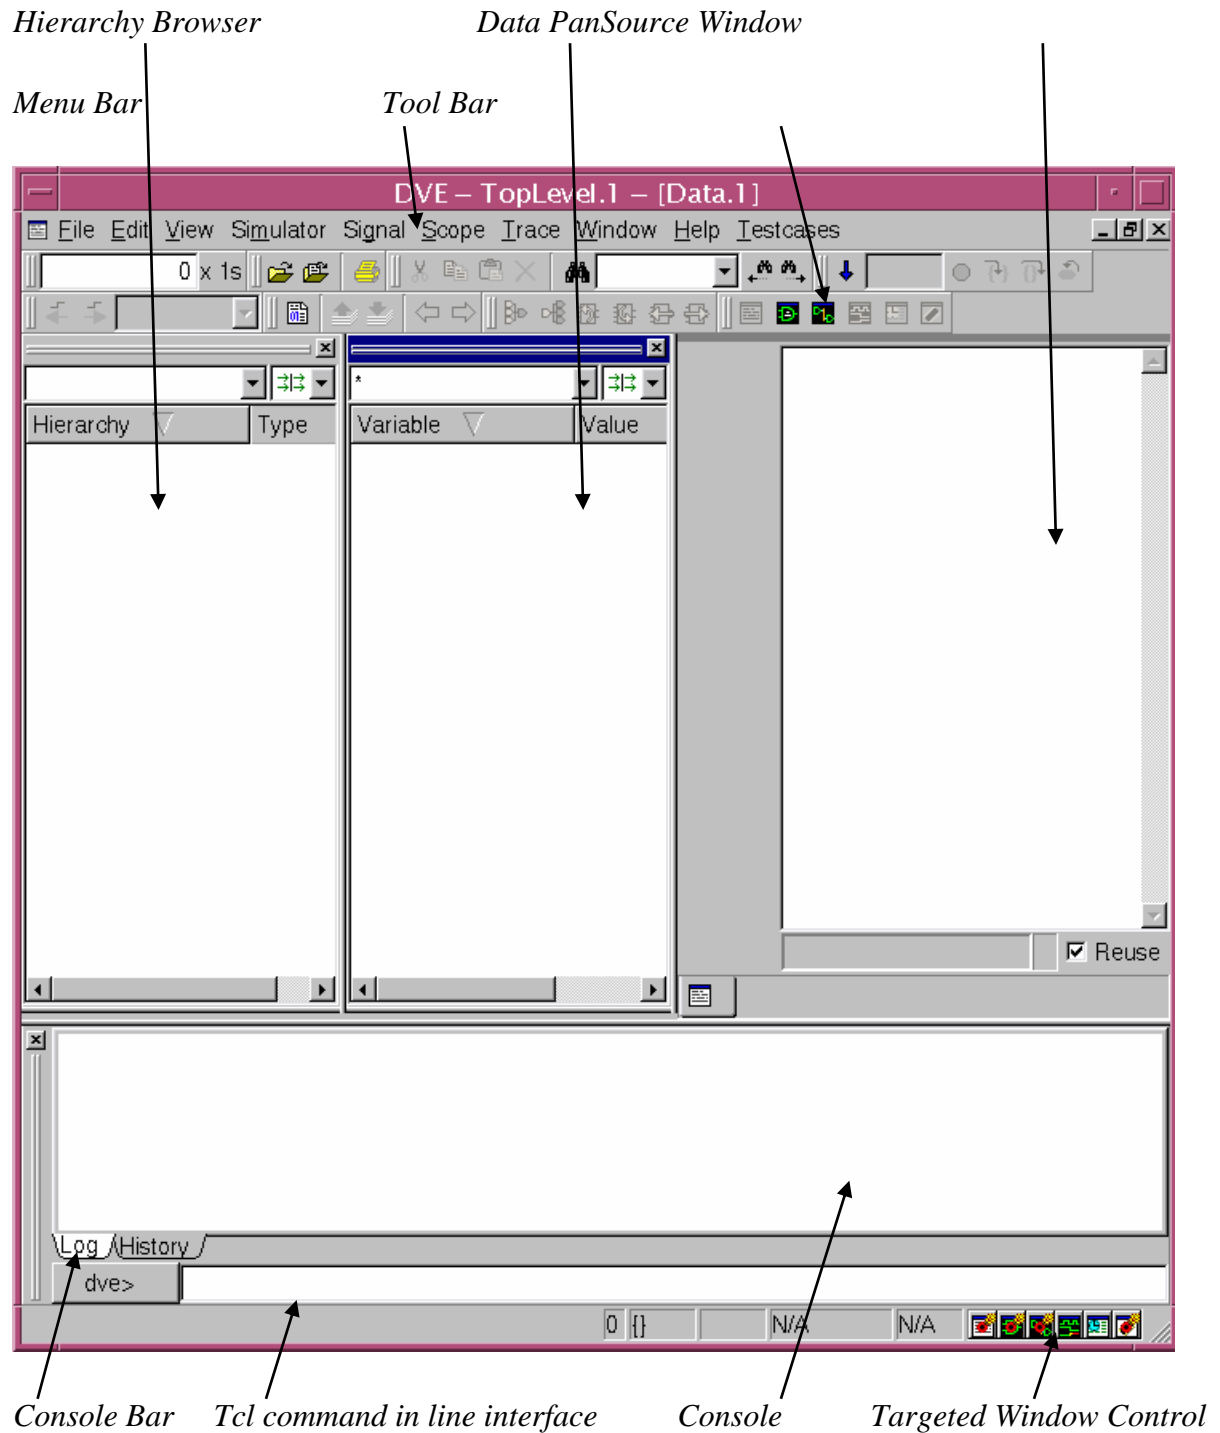 Hierarchy Browser Data PanSource Window
Menu Bar Tool Bar
DVE – TopLevel.1 – [Data.1]
File Edit View Simulator Signal Scope Trace Window Help Testcases
0 x 1s
*
Hierarchy Type Variable Value
Reuse
Log History
dve>
0 {} N/A N/A
Console Bar Tcl command in line interface Console Targeted Window Control